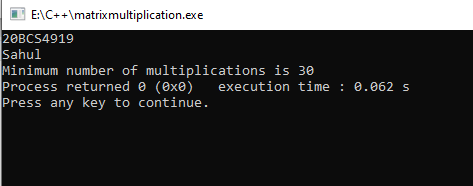 E:\C++\matrixmultiplication.exe
20BCS4919
Sahul
Minimum number of multiplications is 30
Process returned 0 (0x0)   execution time : 0.062 s
Press any key to continue.